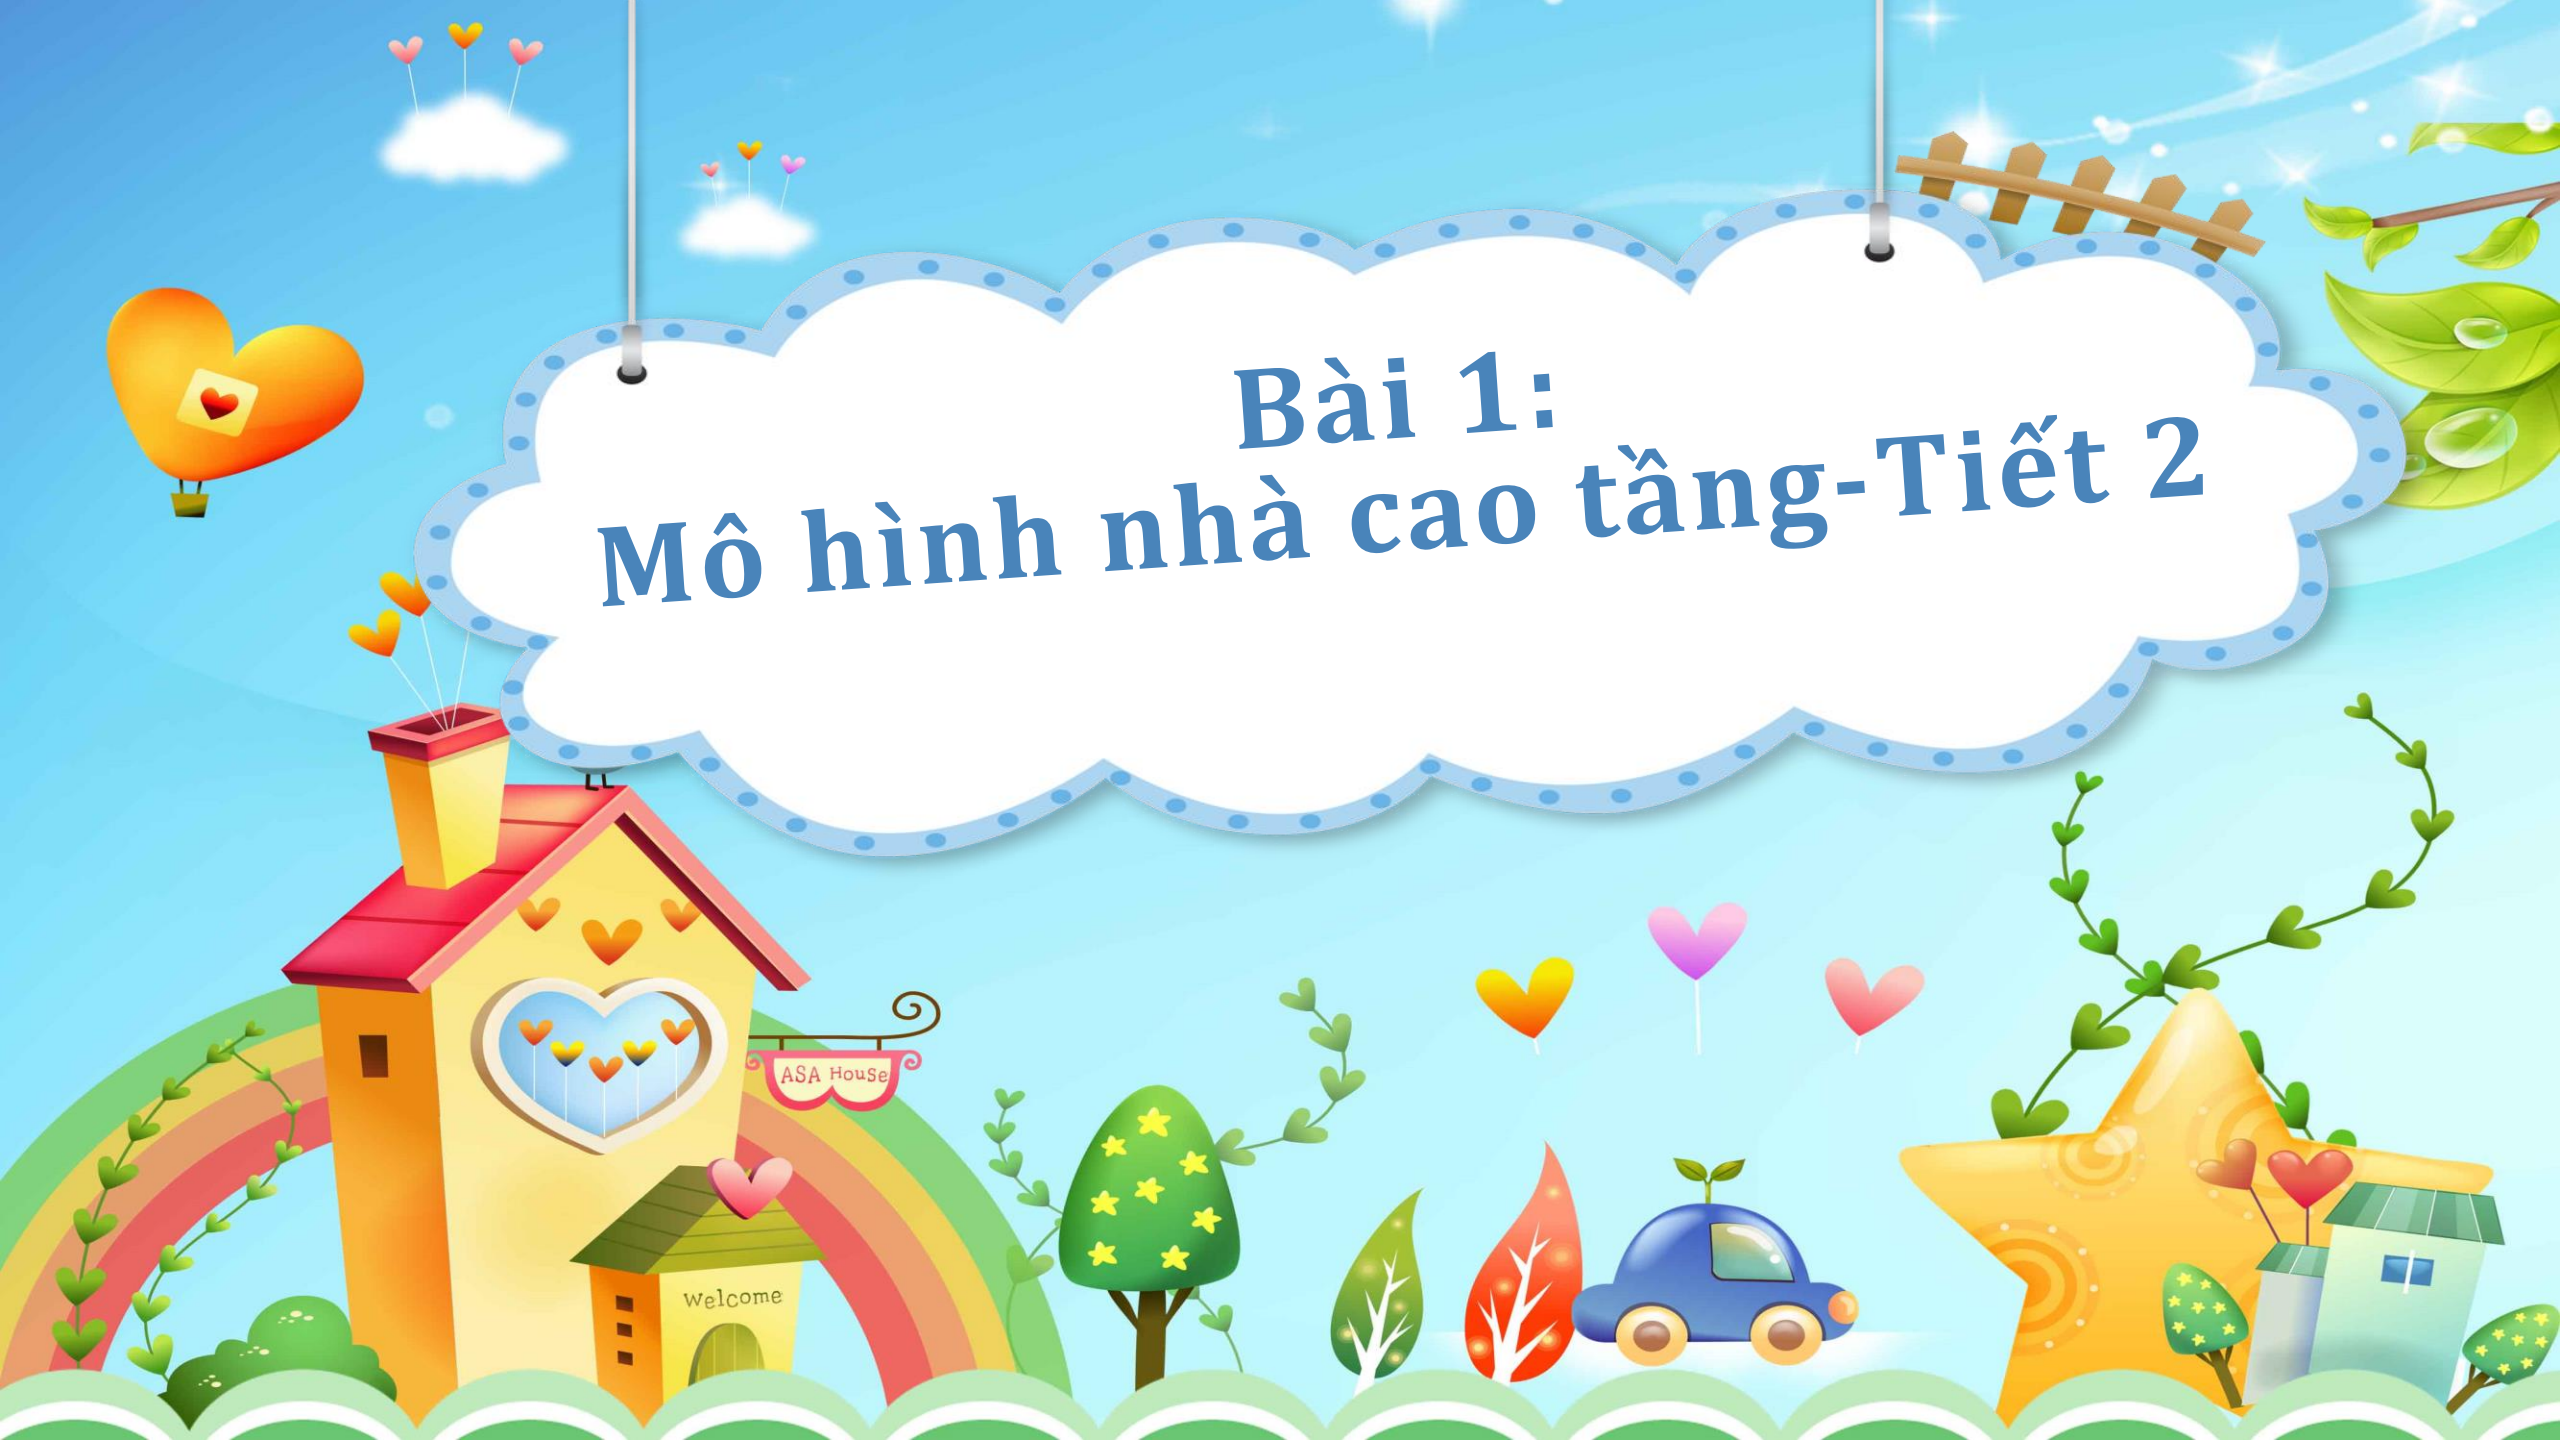 Bài 1:
Mô hình nhà cao tầng-Tiết 2
ASA House
Welcome